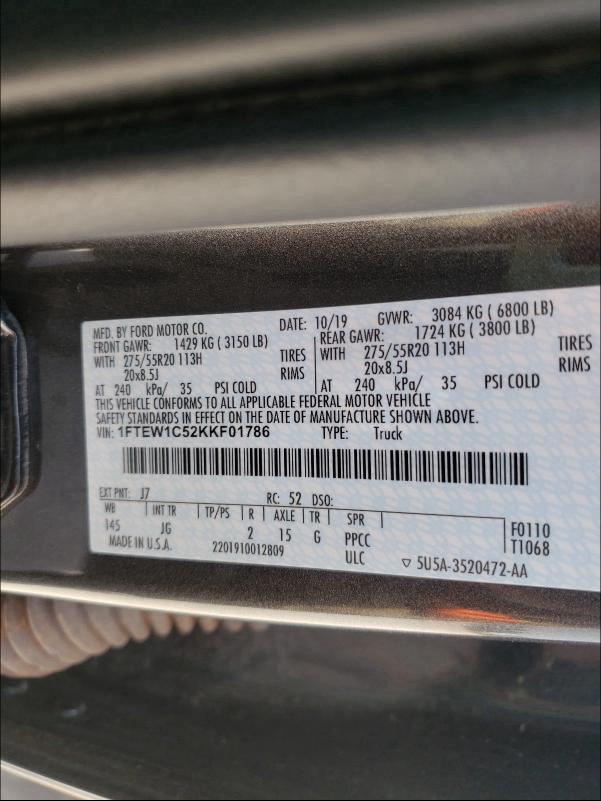 MFD. BY FORD MOTOR CO.
DATE: 10/19 GVWR: 3084 KG ( 6800 LB)
FRONT GAWR: 1429 KG ( 3150 LB)
WITH 275/55R20 113H TIRES
20x8.5J RIMS
AT 240 kPa/ 35 PSI COLD
REAR GAWR: 1724 KG ( 3800 LB)
WITH 275/55R20 113H TIRES
20x8.5J RIMS
AT 240 kPa/ 35 PSI COLD
THIS VEHICLE CONFORMS TO ALL APPLICABLE FEDERAL MOTOR VEHICLE
SAFETY STANDARDS IN EFFECT ON THE DATE OF MANUFACTURE SHOWN ABOVE.
VIN: 1FTEW1C52KKF01786 TYPE: Truck
EXT PNT: J7 RC: 52 DSO:
WB INT TR TP/PS R AXLE TR SPR
145 JG 2 15 G PPCC
F0110
T1068
MADE IN U.S.A. 2201910012809 ULC
▽ 5U5A-3520472-AA